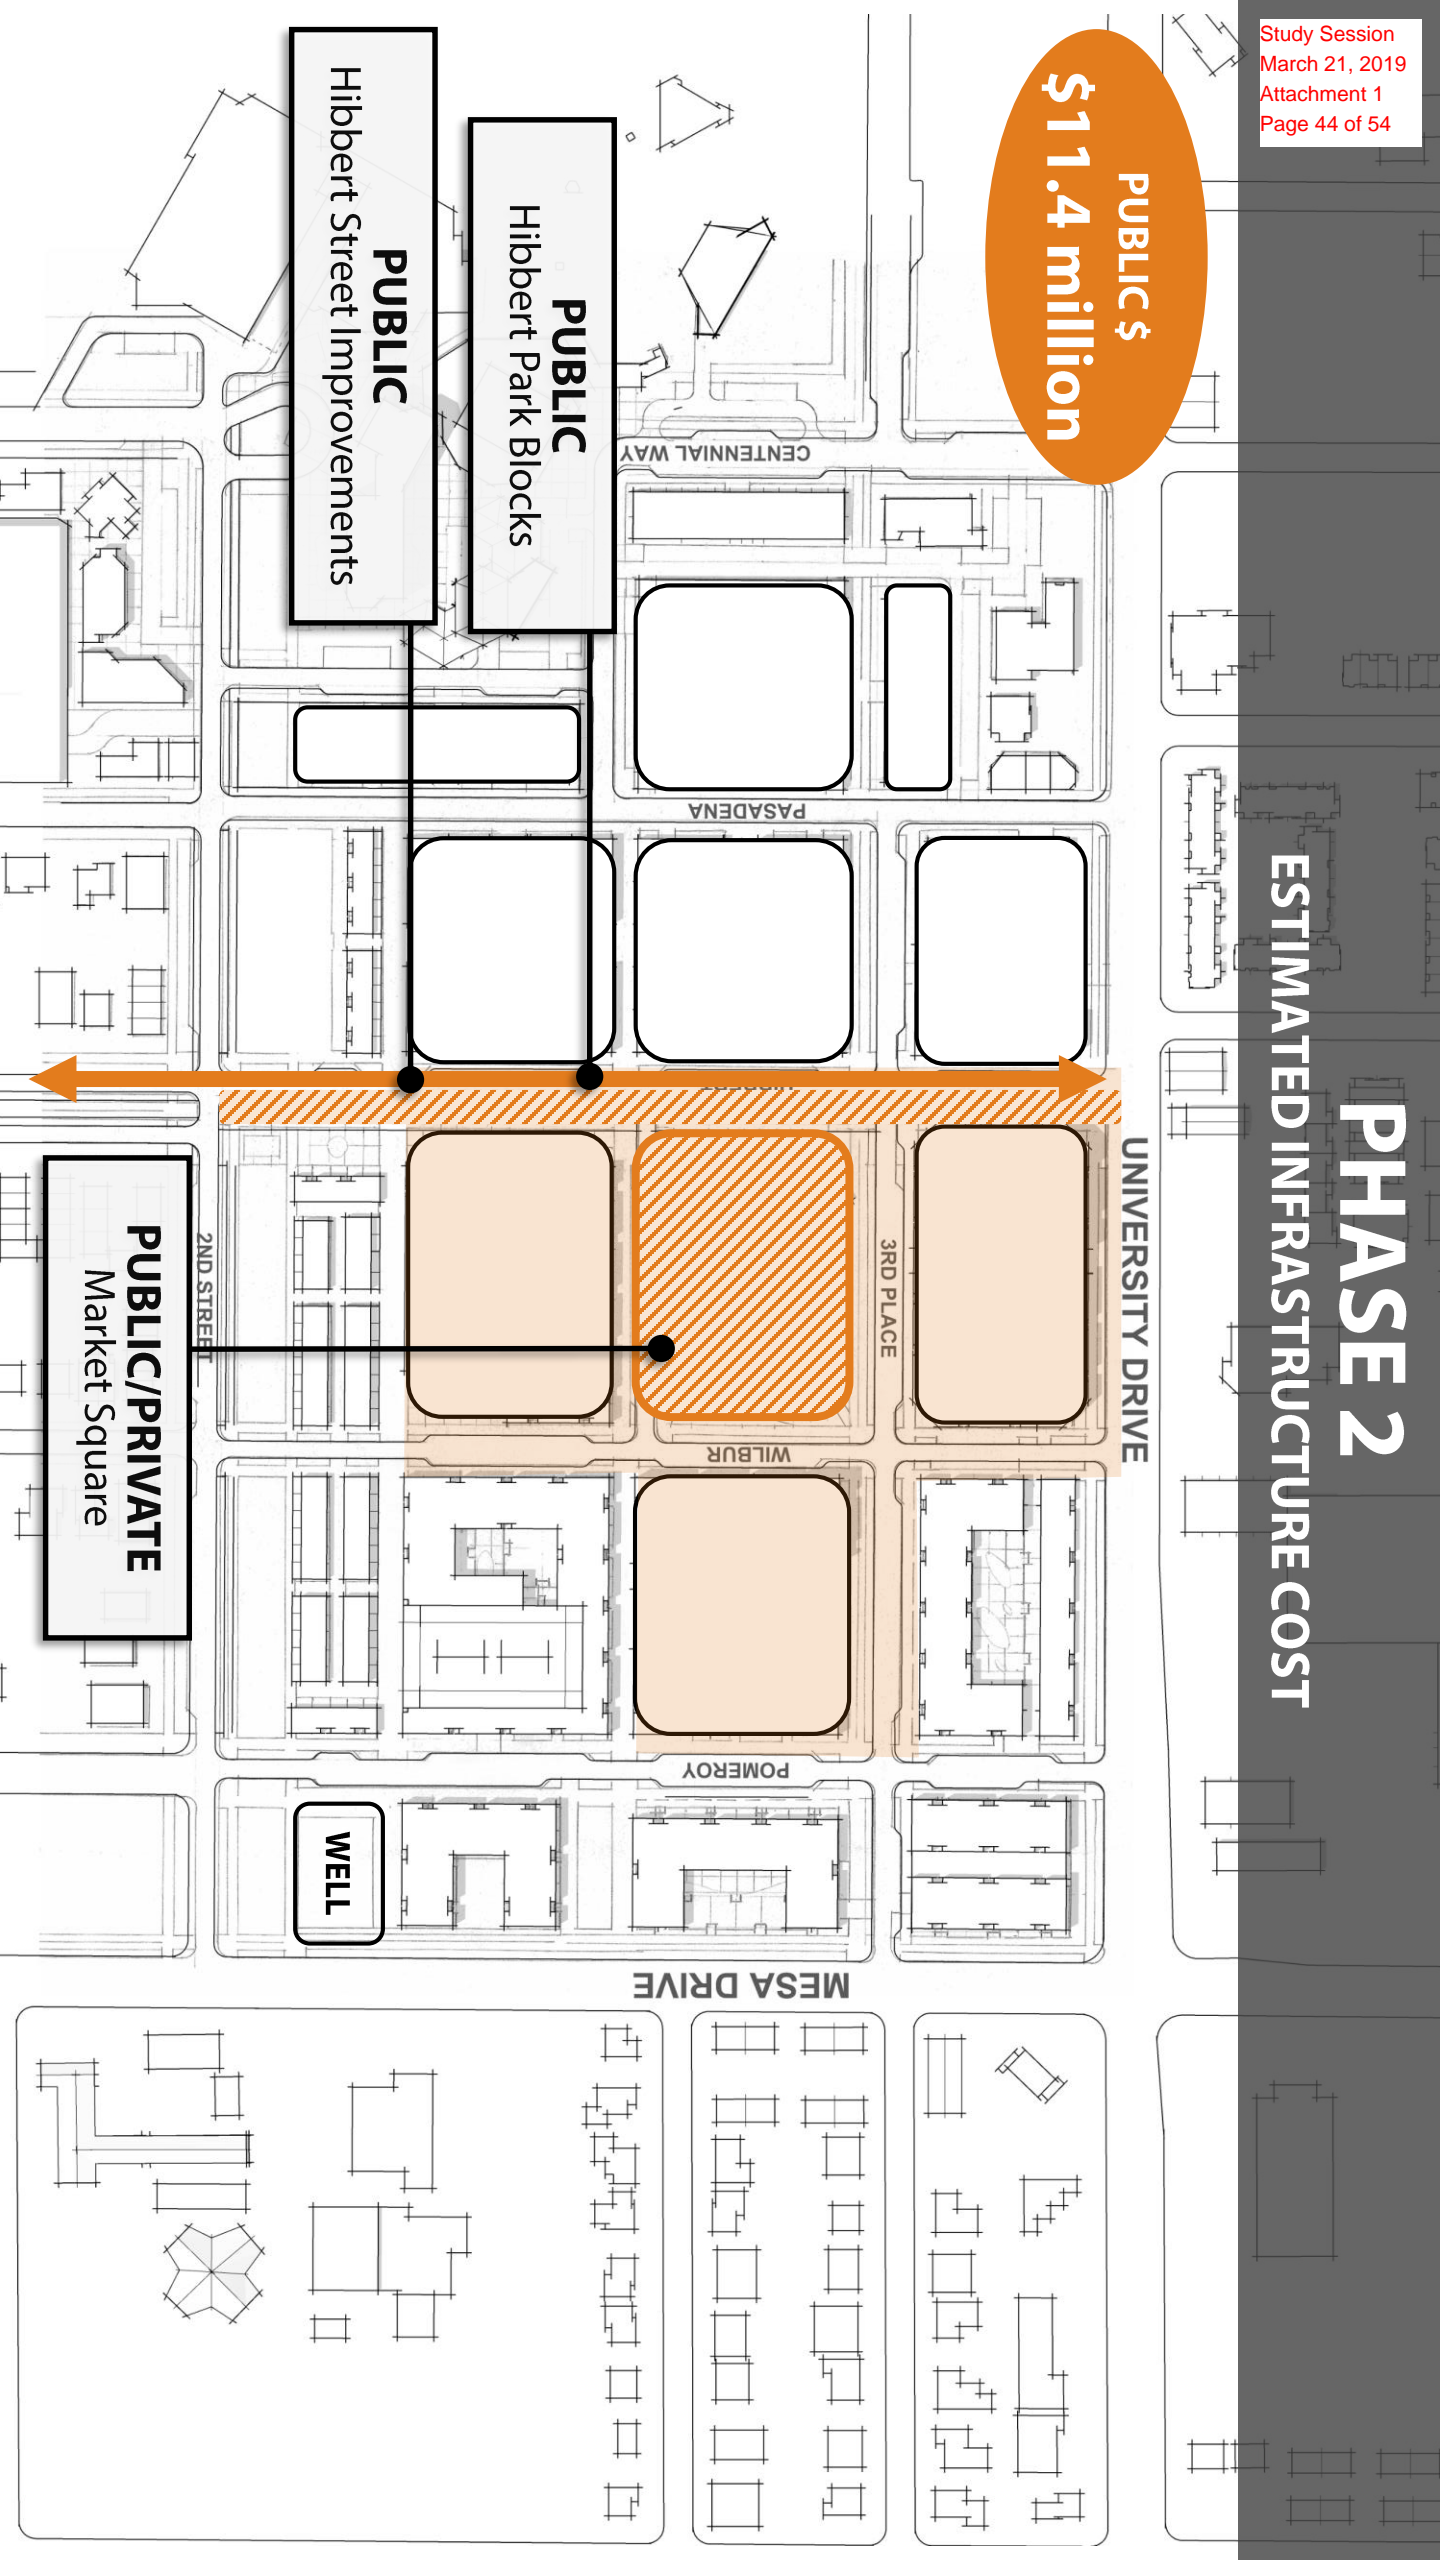 Study Session
March 21, 2019
Attachment 1
Page 44 of 54
PHASE 2
ESTIMATED INFRASTRUCTURE COST
PUBLIC $
$11.4 million
UNIVERSITY DRIVE
PUBLIC
Hibbert Park Blocks
PUBLIC
Hibbert Street Improvements
CENTENNIAL WAY
PASADENA
HIBBERT
3RD PLACE
WILBUR
2ND STREET
PUBLIC/PRIVATE
Market Square
POMEROY
WELL
MESA DRIVE